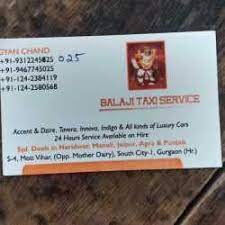 GYAN CHAND
+91-9312245825 025
+91-9467745025
+91-124-2384119
+91-124-2580568
BALAJI TAXI SERVICE
Accent & Dzire, Tavera, Innova, Indigo & All kinds of Luxury Cars
24 Hours Service Available on Hire
Spl. Deals in Haridwar, Manali, Jaipur, Agra & Punjab
S-4, Moti Vihar, (Opp. Mother Dairy), South City-1, Gurgaon (Hr.)